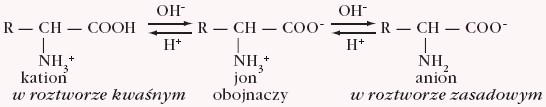 OH⁻ OH⁻
R — CH — COOH ⇄ R — CH — COO⁻ ⇄ R — CH — COO⁻
H⁺ H⁺
NH₃⁺ NH₃⁺ NH₂
kation jon anion
w roztworze kwaśnym obojnaczy w roztworze zasadowym